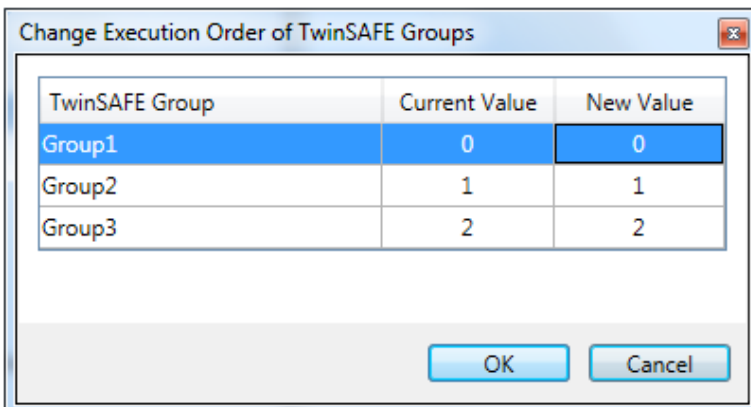 Change Execution Order of TwinSAFE Groups
TwinSAFE Group Current Value New Value
Group1 0 0
Group2 1 1
Group3 2 2
OK Cancel